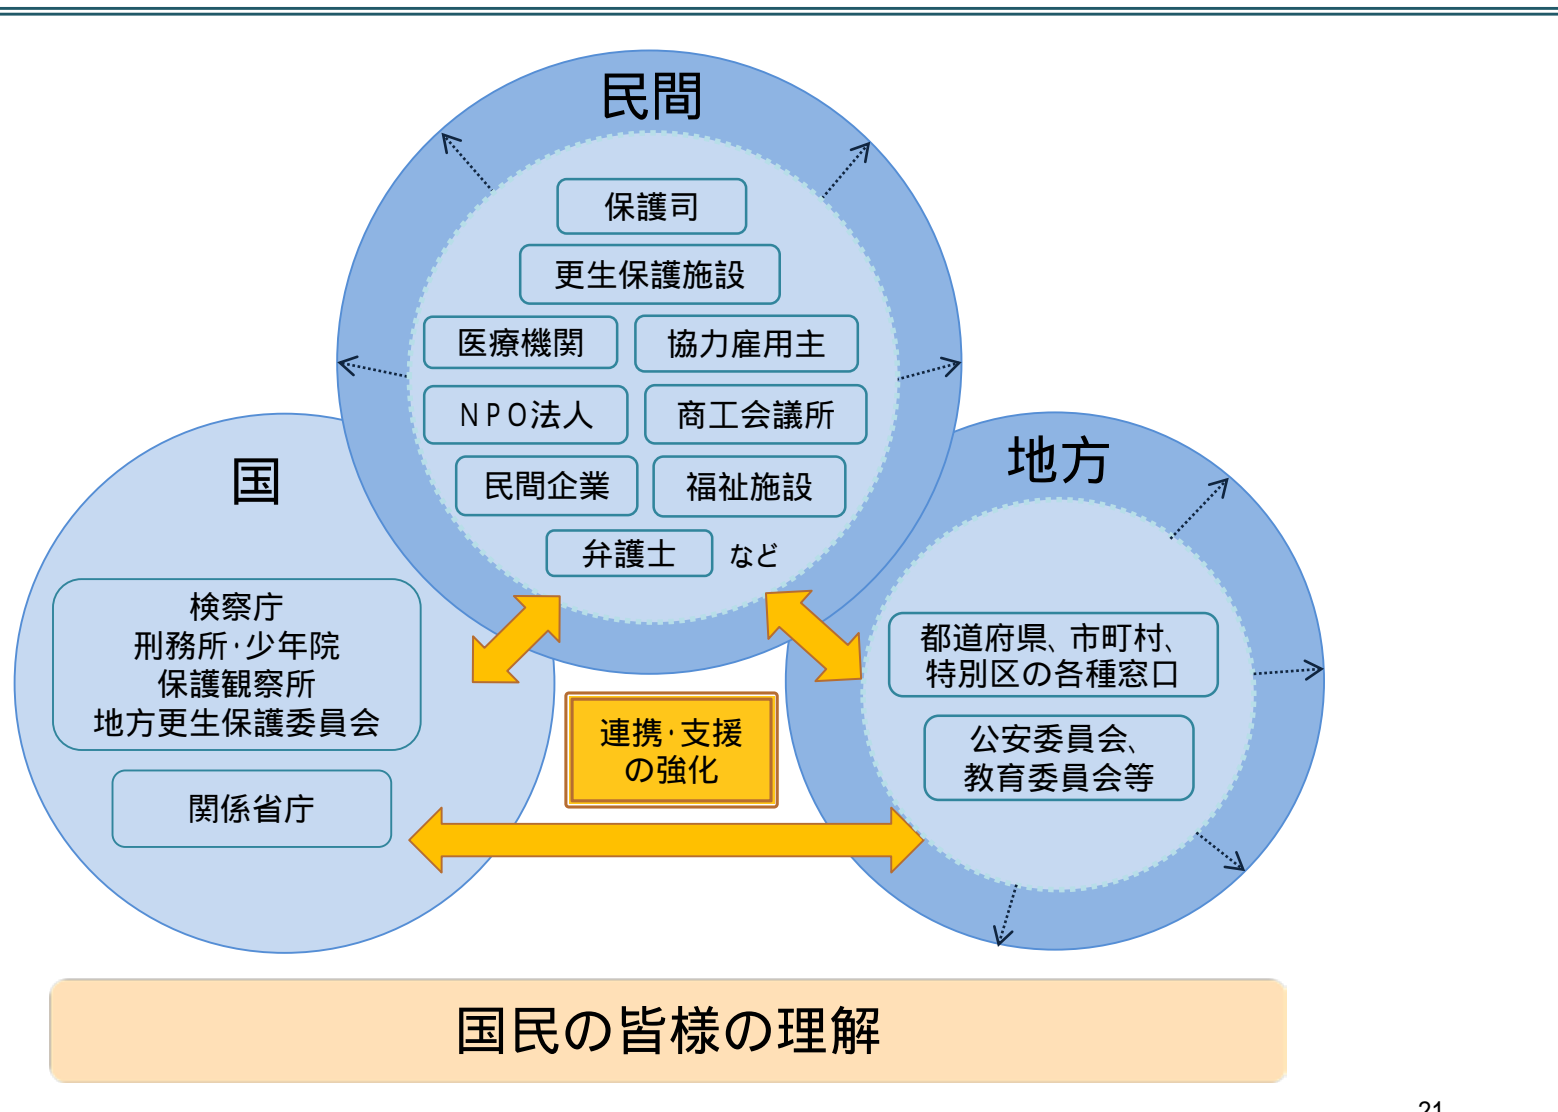 民間
保護司
更生保護施設
医療機関
協力雇用主
NPO法人
商工会議所
民間企業
福祉施設
弁護士 など
国
検察庁
刑務所・少年院
保護観察所
地方更生保護委員会
関係省庁
地方
都道府県、市町村、
特別区の各種窓口
公安委員会、
教育委員会等
連携・支援
の強化
国民の皆様の理解
21